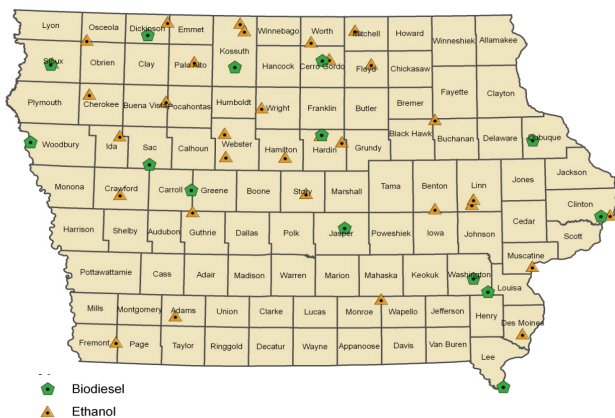 Lyon Osceola Dickinson Emmet Winnebago Worth Mitchell Howard Winneshiek Allamakee
Kossuth
Sioux Obrien Clay Palo Alto Hancock Cerro Gordo Floyd Chickasaw
Fayette Clayton
Plymouth Cherokee Buena Vista Pocahontas Humboldt Wright Franklin Butler Bremer
Black Hawk Buchanan Delaware Dubuque
Woodbury Ida Sac Calhoun Webster Hamilton Hardin Grundy
Jackson
Jones
Monona Crawford Carroll Greene Boone Story Marshall Tama Benton Linn
Clinton
Cedar
Harrison Shelby Audubon Guthrie Dallas Polk Jasper Poweshiek Iowa Johnson
Scott
Muscatine
Pottawattamie Cass Adair Madison Warren Marion Mahaska Keokuk Washington
Louisa
Mills Montgomery Adams Union Clarke Lucas Monroe Wapello Jefferson Henry
Des Moines
Fremont Page Taylor Ringgold Decatur Wayne Appanoose Davis Van Buren
Lee
Biodiesel
Ethanol